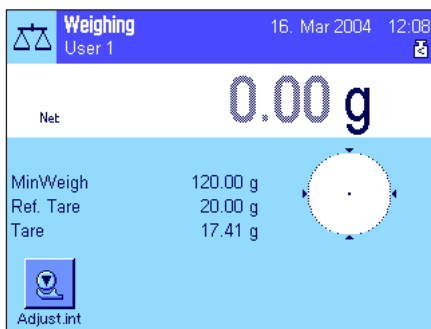 Weighing 16. Mar 2004 12:08
User 1
Net 0.00 g
MinWeigh 120.00 g
Ref. Tare 20.00 g
Tare 17.41 g
Adjust.int